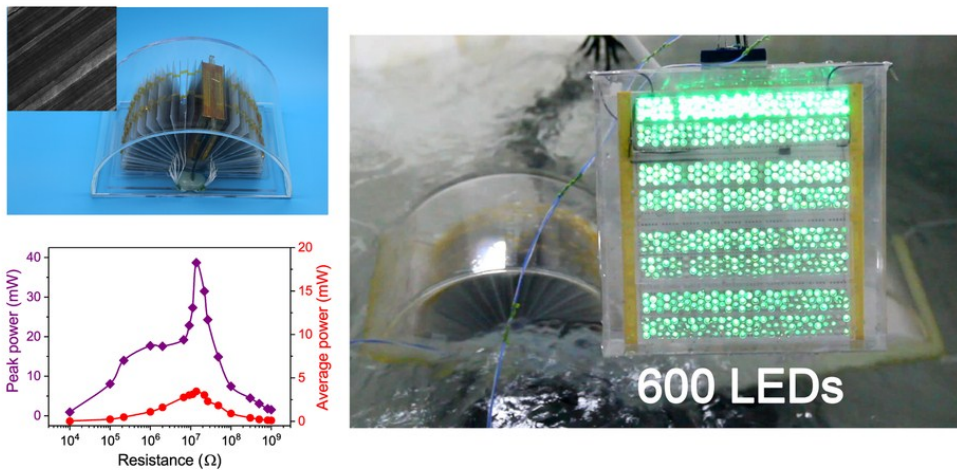 40
30
20
10
0
Peak power (mW)
20
15
10
5
0
Average power (mW)
10⁴ 10⁵ 10⁶ 10⁷ 10⁸ 10⁹
Resistance (Ω)
600 LEDs